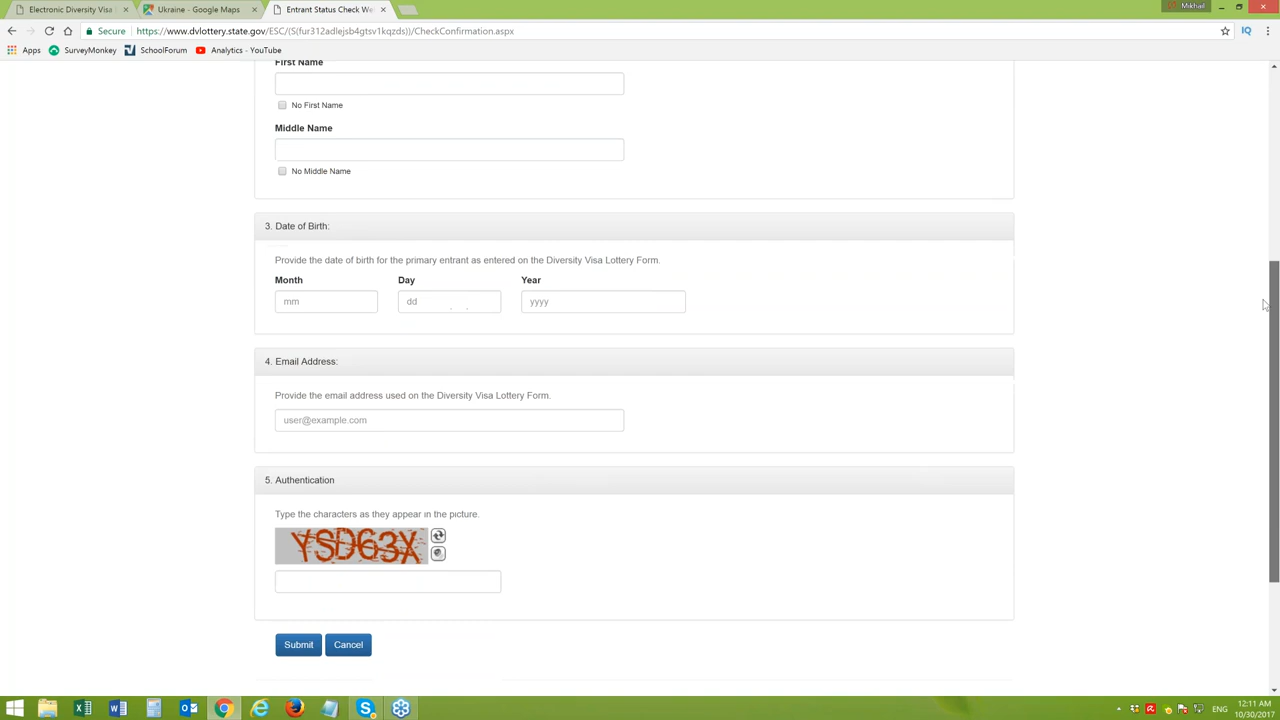 Electronic Diversity Visa
Ukraine - Google Maps
Entrant Status Check We
Mikhail
Secure
https://www.dvlottery.state.gov/ESC/(S(fur312adlejsb4gtsv1kqzds))/CheckConfirmation.aspx
IQ
Apps
SurveyMonkey
SchoolForum
Analytics - YouTube
First Name
No First Name
Middle Name
No Middle Name
3. Date of Birth:
Provide the date of birth for the primary entrant as entered on the Diversity Visa Lottery Form.
Month Day Year
mm dd yyyy
4. Email Address:
Provide the email address used on the Diversity Visa Lottery Form.
user@example.com
5. Authentication
Type the characters as they appear in the picture.
YSD63X
Submit Cancel
ENG
12:11 AM
10/30/2017